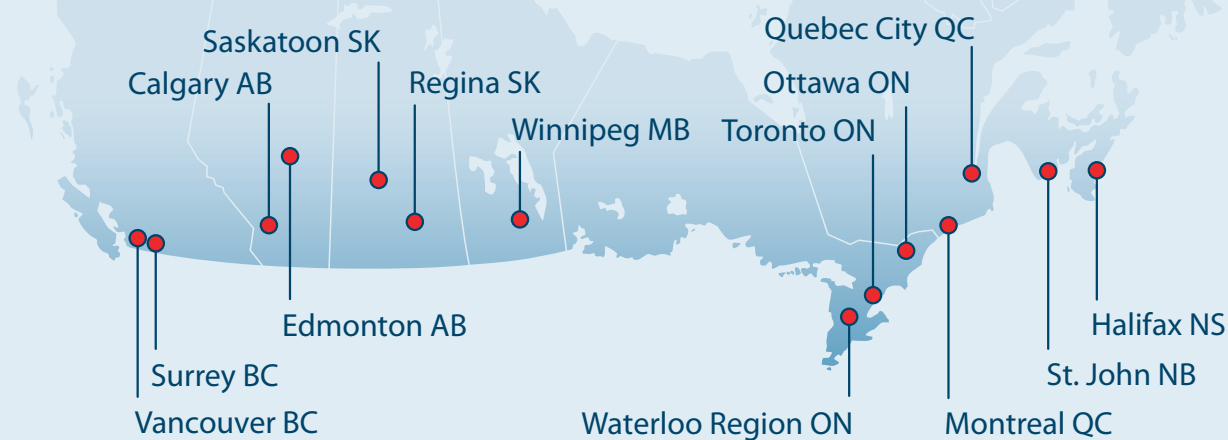 Quebec City QC
Saskatoon SK
Calgary AB
Regina SK
Ottawa ON
Winnipeg MB
Toronto ON
Edmonton AB
Halifax NS
Surrey BC
St. John NB
Vancouver BC
Waterloo Region ON
Montreal QC